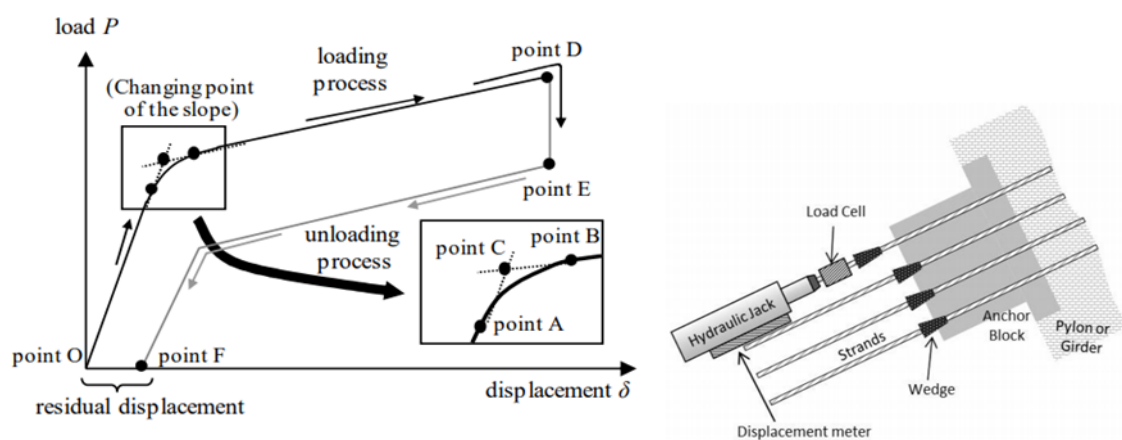 load P
(Changing point
of the slope)
loading
process
point D
point E
unloading
process
point C
point B
point A
point O
point F
residual displacement
displacement δ
Load Cell
Hydraulic Jack
Strands
Anchor
Block
Pylon or
Girder
Wedge
Displacement meter